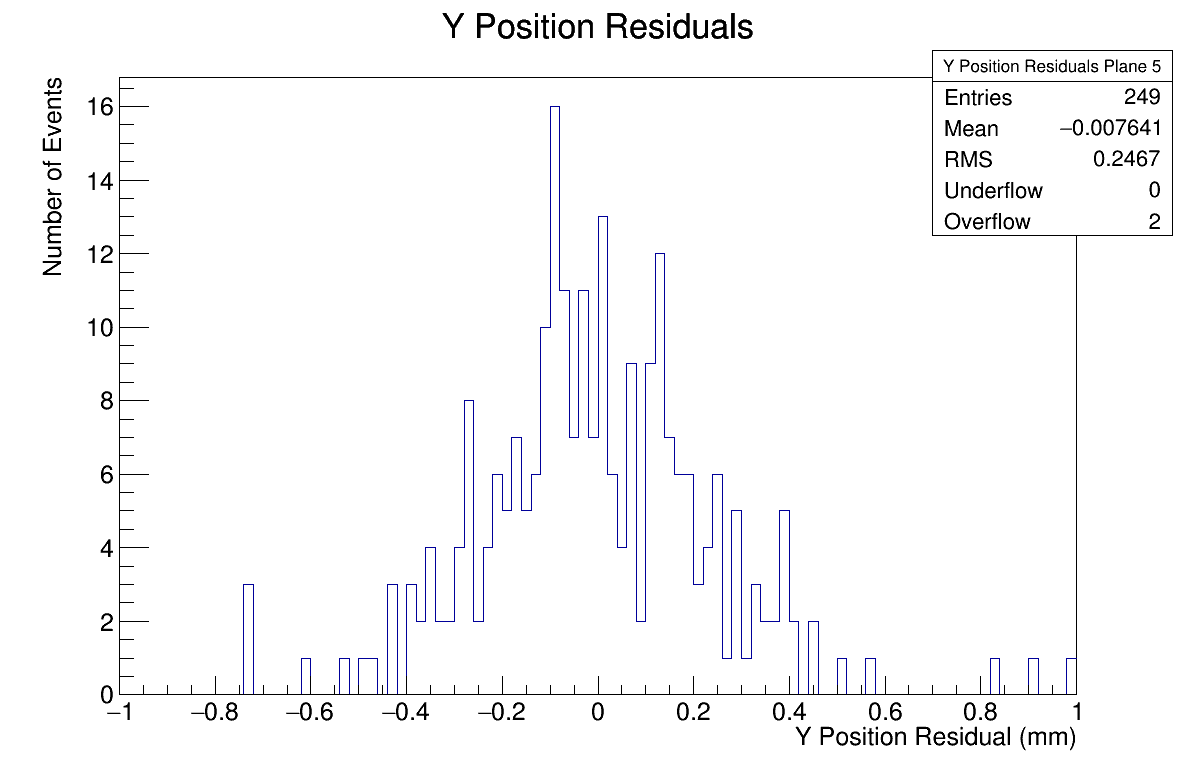 Y Position Residuals
Y Position Residuals Plane 5
Entries 249
Mean −0.007641
RMS 0.2467
Underflow 0
Overflow 2
Number of Events
16
14
12
10
8
6
4
2
0
−1 −0.8 −0.6 −0.4 −0.2 0 0.2 0.4 0.6 0.8 1
Y Position Residual (mm)